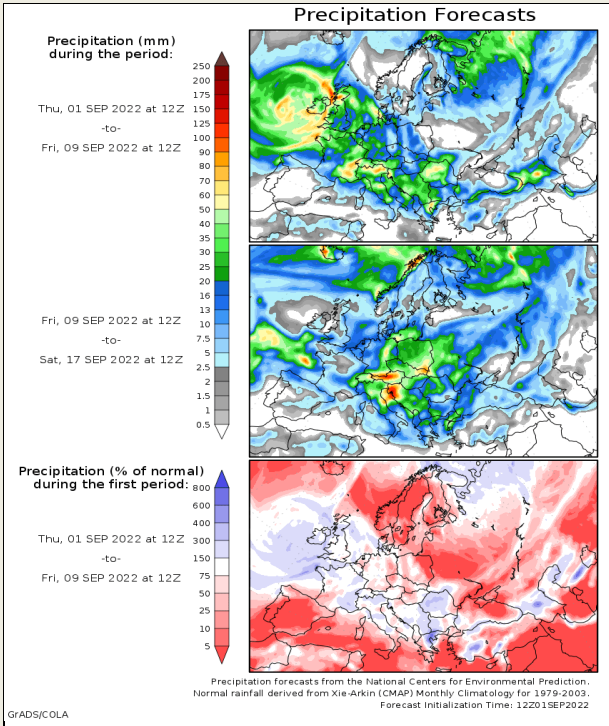 Precipitation Forecasts
Precipitation (mm)
during the period:
Thu, 01 SEP 2022 at 12Z
-to-
Fri, 09 SEP 2022 at 12Z
250
200
175
150
125
100
90
80
70
60
50
40
35
30
25
20
16
13
10
7.5
5
2.5
2
1.5
1
0.5
Fri, 09 SEP 2022 at 12Z
-to-
Sat, 17 SEP 2022 at 12Z
Precipitation (% of normal)
during the first period:
Thu, 01 SEP 2022 at 12Z
-to-
Fri, 09 SEP 2022 at 12Z
800
600
400
300
150
75
50
25
10
5
Precipitation forecasts from the National Centers for Environmental Prediction.
Normal rainfall derived from Xie-Arkin (CMAP) Monthly Climatology for 1979-2003.
Forecast Initialization Time: 12Z01SEP2022
GrADS/COLA